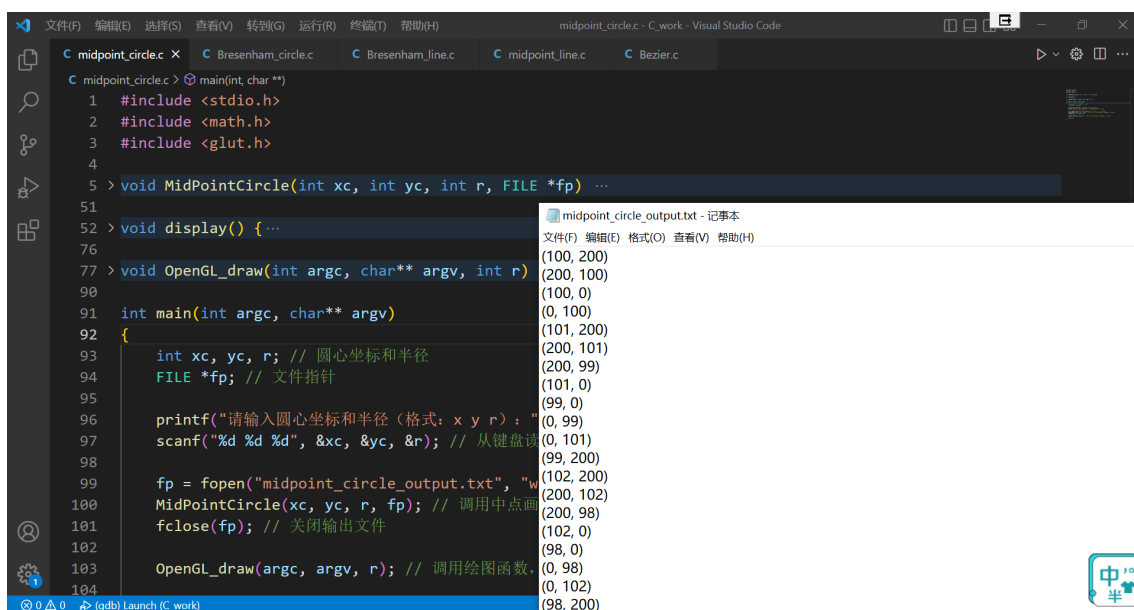 文件(F) 编辑(E) 选择(S) 查看(V) 转到(G) 运行(R) 终端(T) 帮助(H) midpoint_circle.c - C_work - Visual Studio Code
C midpoint_circle.c × C Bresenham_circle.c C Bresenham_line.c C midpoint_line.c C Bezier.c
C midpoint_circle.c > main(int, char **)
1 #include <stdio.h>
2 #include <math.h>
3 #include <glut.h>
4
5 > void MidPointCircle(int xc, int yc, int r, FILE *fp) ...
51
52 > void display() { ...
76
77 > void OpenGL_draw(int argc, char** argv, int r)
90
91 int main(int argc, char** argv)
92 {
93 int xc, yc, r; // 圆心坐标和半径
94 FILE *fp; // 文件指针
95
96 printf("请输入圆心坐标和半径（格式: x y r）: "
97 scanf("%d %d %d", &xc, &yc, &r); // 从键盘读
98
99 fp = fopen("midpoint_circle_output.txt", "w
100 MidPointCircle(xc, yc, r, fp); // 调用中点画
101 fclose(fp); // 关闭输出文件
102
103 OpenGL_draw(argc, argv, r); // 调用绘图函数,
104
1
0 0 (gdb) Launch (C_work)
midpoint_circle_output.txt - 记事本
文件(F) 编辑(E) 格式(O) 查看(V) 帮助(H)
(100, 200)
(200, 100)
(100, 0)
(0, 100)
(101, 200)
(200, 101)
(200, 99)
(101, 0)
(99, 0)
(0, 99)
(0, 101)
(99, 200)
(102, 200)
(200, 102)
(200, 98)
(102, 0)
(98, 0)
(0, 98)
(0, 102)
(98, 200)
中
半